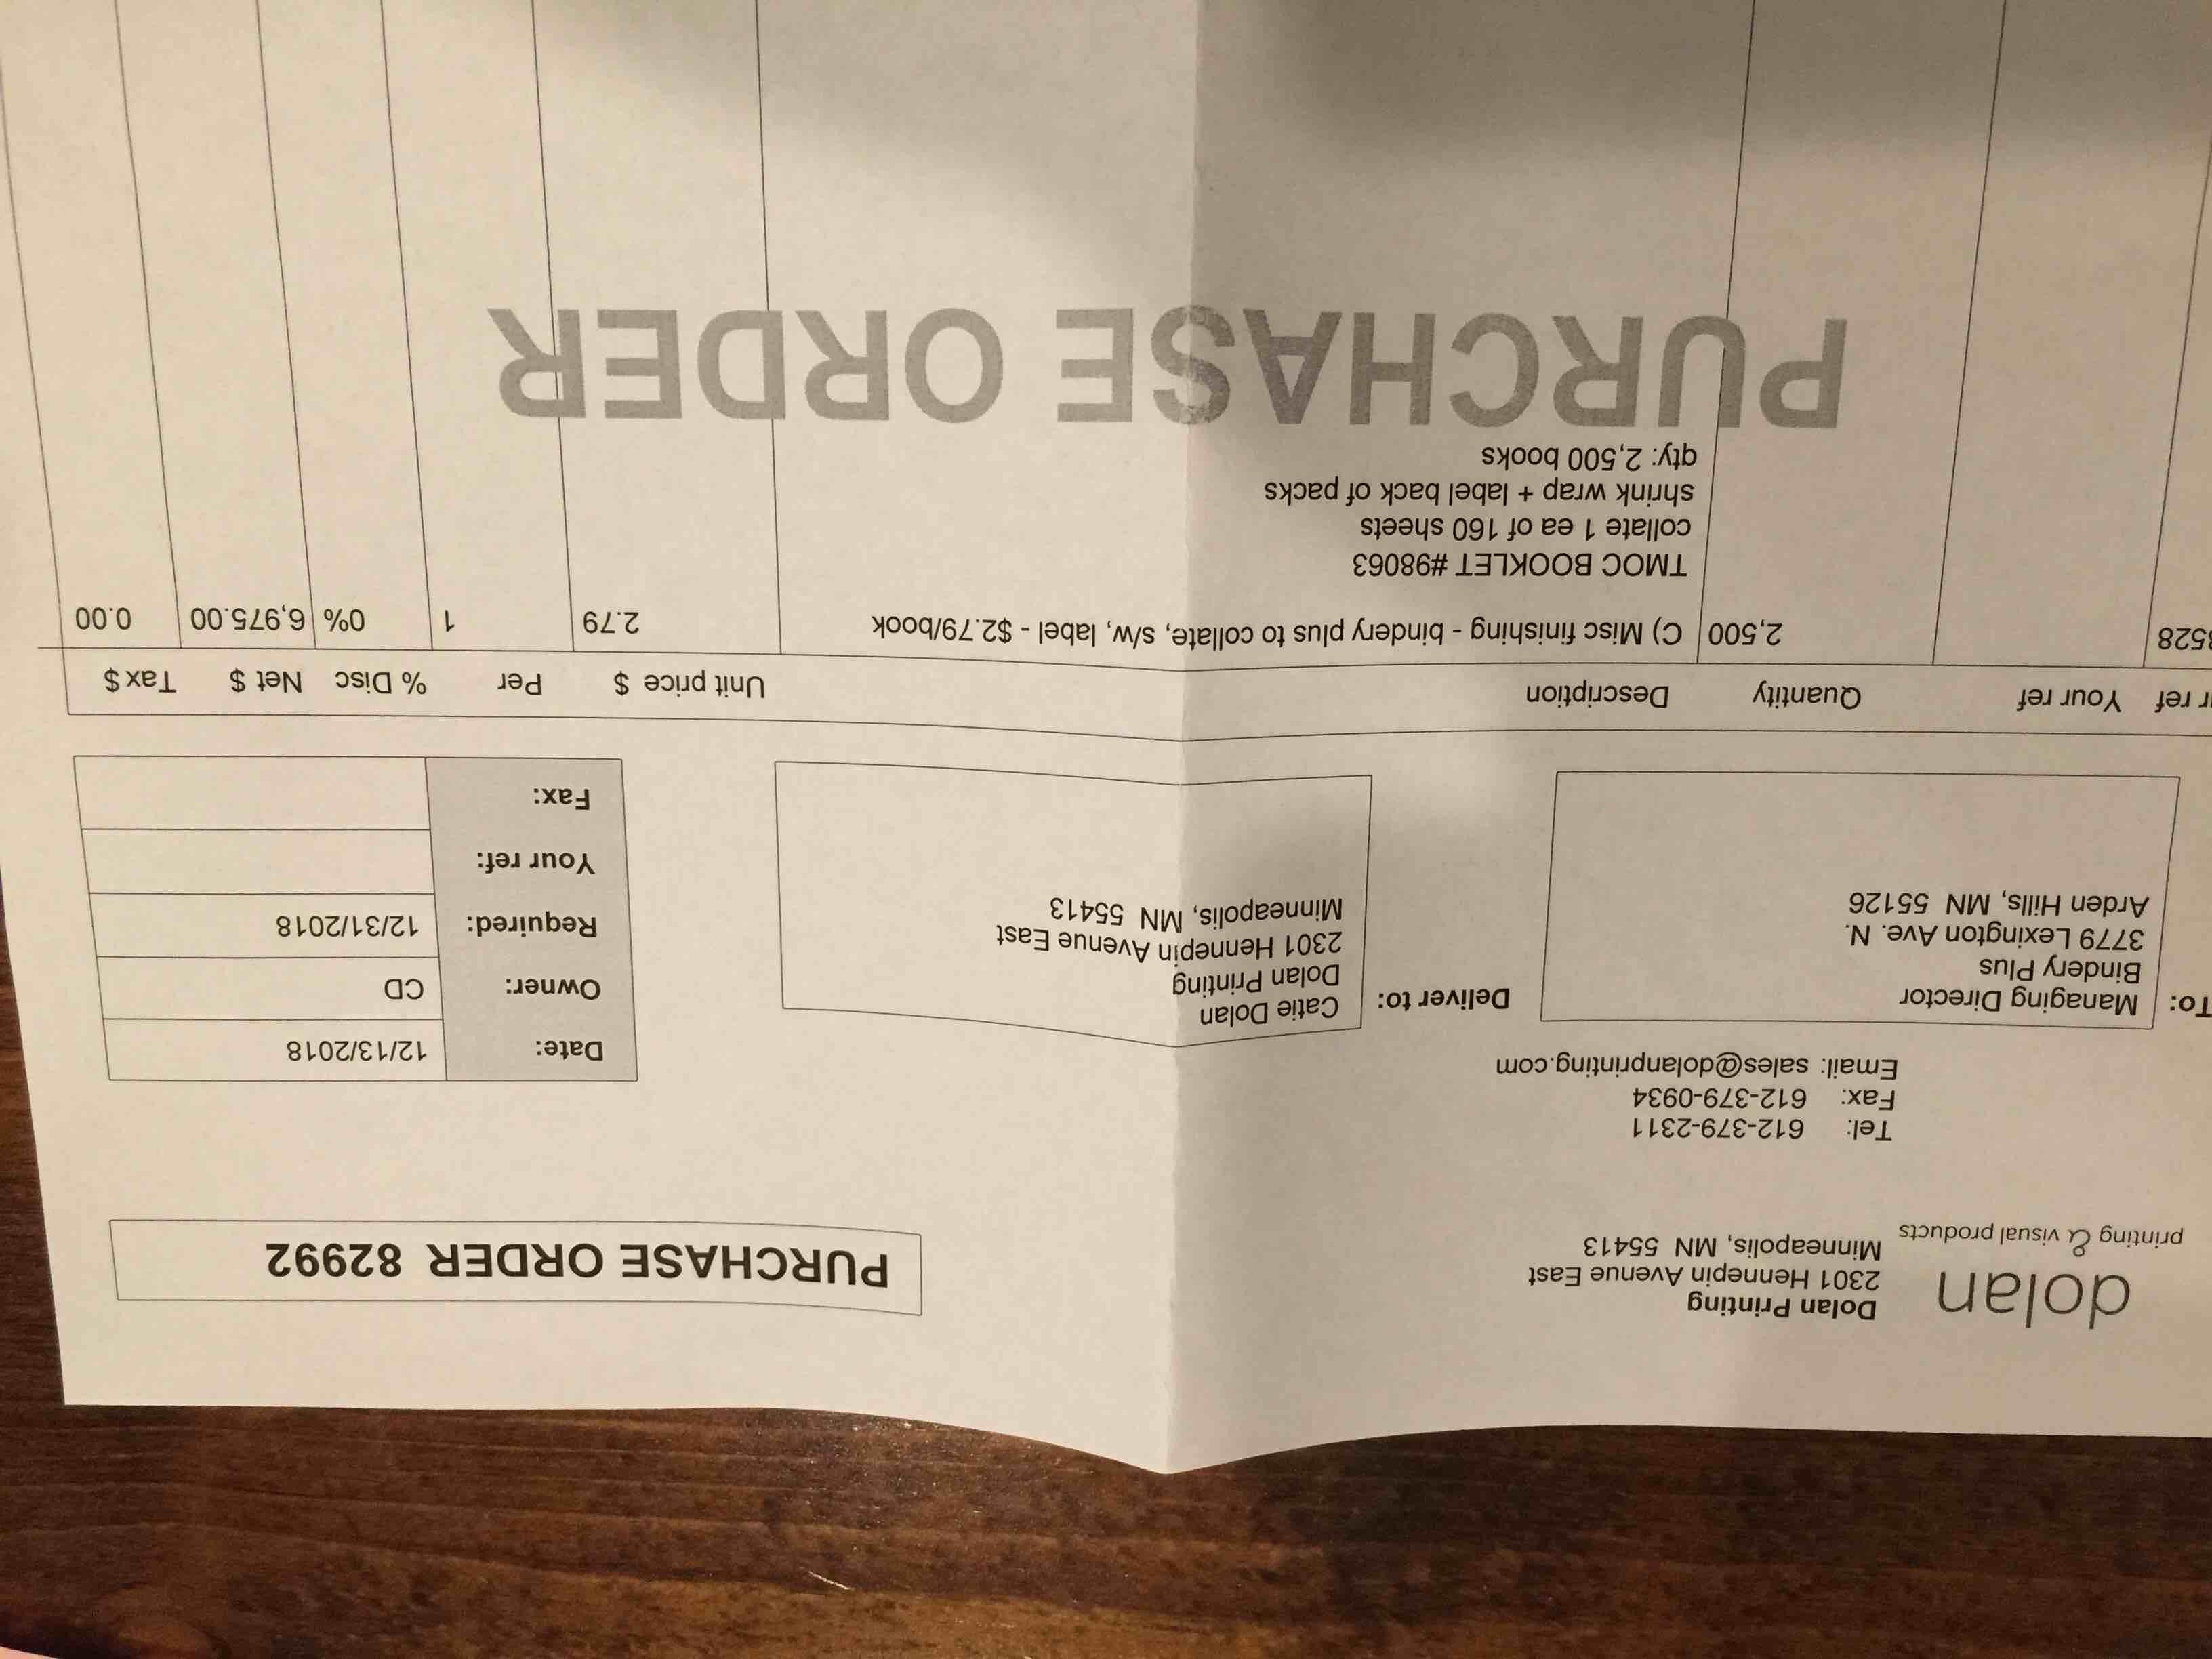 dolan
printing & visual products
Dolan Printing
2301 Hennepin Avenue East
Minneapolis, MN 55413
PURCHASE ORDER 82992
Tel: 612-379-2311
Fax: 612-379-0934
Email: sales@dolanprinting.com
To:
Managing Director
Bindery Plus
3779 Lexington Ave. N.
Arden Hills, MN 55126
Deliver to:
Catie Dolan
Dolan Printing
2301 Hennepin Avenue East
Minneapolis, MN 55413
Date: 12/13/2018
Owner: CD
Required: 12/31/2018
Your ref:
Fax:
ref Your ref Quantity Description Unit price $ Per % Disc Net $ Tax $
528 2,500 C) Misc finishing - bindery plus to collate, s/w, label - $2.79/book 2.79 1 0% 6,975.00 0.00
TMOC BOOKLET #98063
collate 1 ea of 160 sheets
shrink wrap + label back of packs
qty: 2,500 books
PURCHASE ORDER